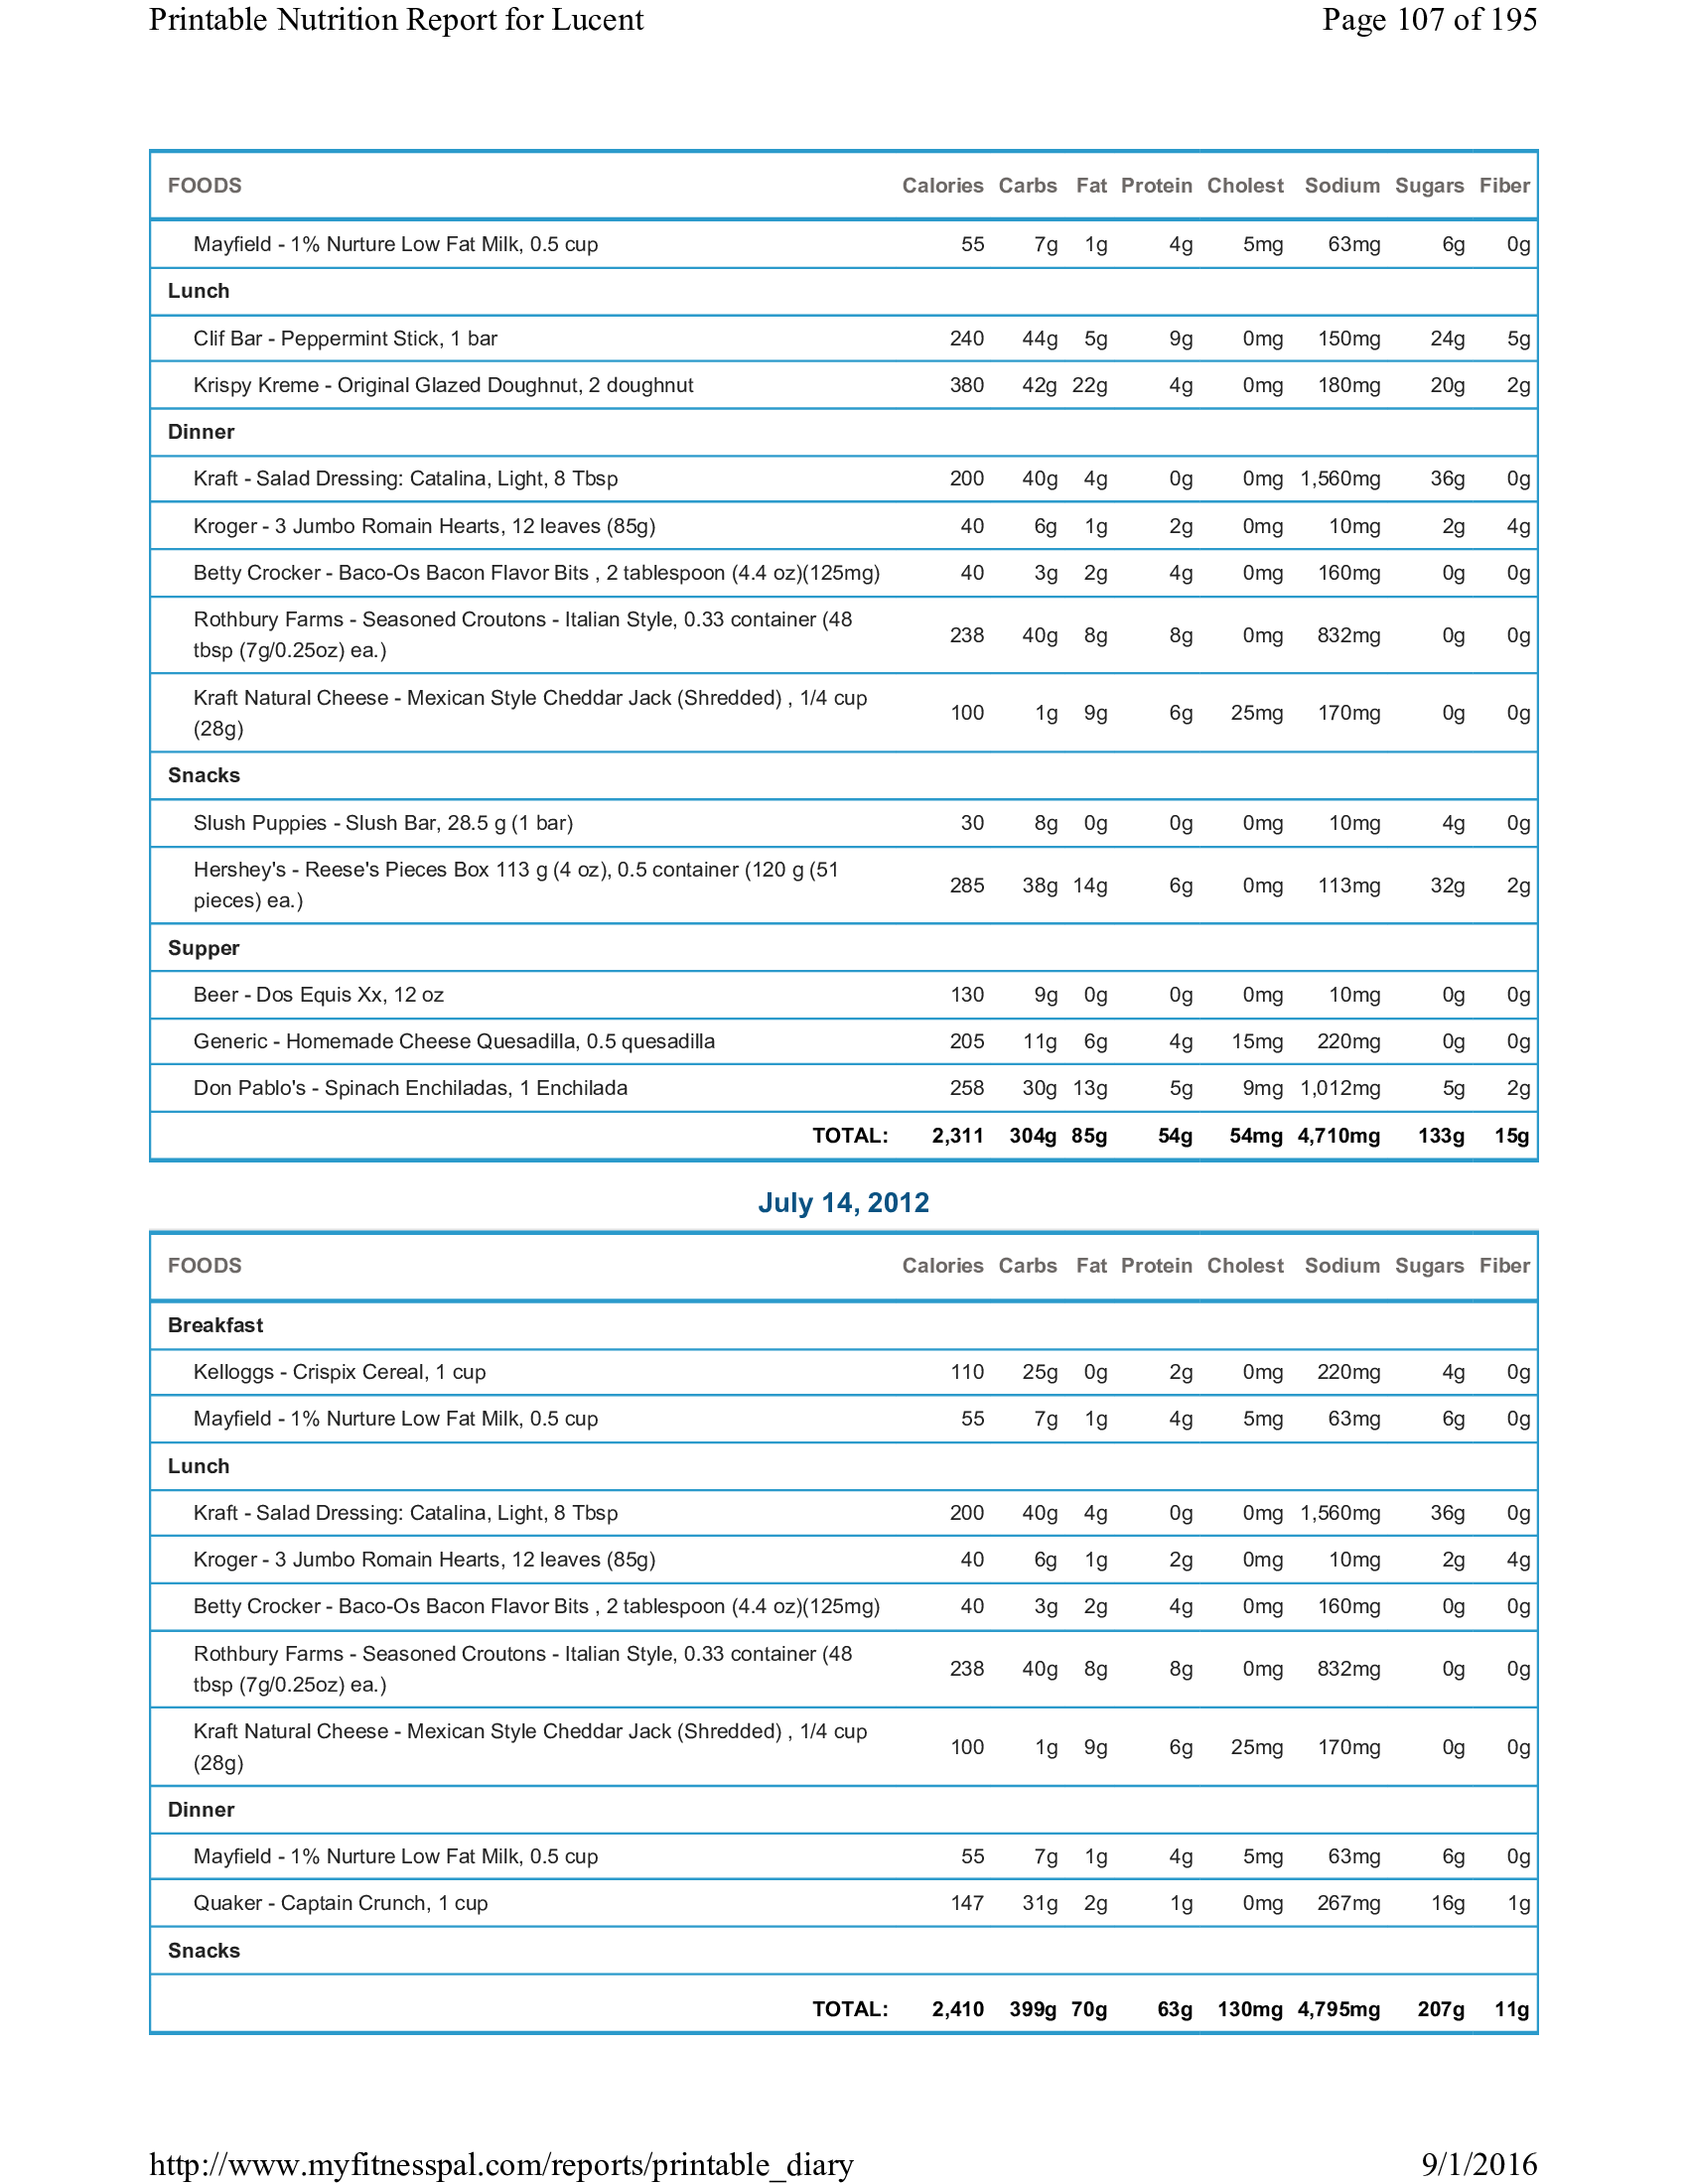 Printable Nutrition Report for Lucent Page 107 of 195
FOODS Calories Carbs Fat Protein Cholest Sodium Sugars Fiber
Mayfield - 1% Nurture Low Fat Milk, 0.5 cup 55 7g 1g 4g 5mg 63mg 6g 0g
Lunch
Clif Bar - Peppermint Stick, 1 bar 240 44g 5g 9g 0mg 150mg 24g 5g
Krispy Kreme - Original Glazed Doughnut, 2 doughnut 380 42g 22g 4g 0mg 180mg 20g 2g
Dinner
Kraft - Salad Dressing: Catalina, Light, 8 Tbsp 200 40g 4g 0g 0mg 1,560mg 36g 0g
Kroger - 3 Jumbo Romain Hearts, 12 leaves (85g) 40 6g 1g 2g 0mg 10mg 2g 4g
Betty Crocker - Baco-Os Bacon Flavor Bits , 2 tablespoon (4.4 oz)(125mg) 40 3g 2g 4g 0mg 160mg 0g 0g
Rothbury Farms - Seasoned Croutons - Italian Style, 0.33 container (48
tbsp (7g/0.25oz) ea.) 238 40g 8g 8g 0mg 832mg 0g 0g
Kraft Natural Cheese - Mexican Style Cheddar Jack (Shredded) , 1/4 cup
(28g) 100 1g 9g 6g 25mg 170mg 0g 0g
Snacks
Slush Puppies - Slush Bar, 28.5 g (1 bar) 30 8g 0g 0g 0mg 10mg 4g 0g
Hershey's - Reese's Pieces Box 113 g (4 oz), 0.5 container (120 g (51
pieces) ea.) 285 38g 14g 6g 0mg 113mg 32g 2g
Supper
Beer - Dos Equis Xx, 12 oz 130 9g 0g 0g 0mg 10mg 0g 0g
Generic - Homemade Cheese Quesadilla, 0.5 quesadilla 205 11g 6g 4g 15mg 220mg 0g 0g
Don Pablo's - Spinach Enchiladas, 1 Enchilada 258 30g 13g 5g 9mg 1,012mg 5g 2g
TOTAL: 2,311 304g 85g 54g 54mg 4,710mg 133g 15g
July 14, 2012
FOODS Calories Carbs Fat Protein Cholest Sodium Sugars Fiber
Breakfast
Kelloggs - Crispix Cereal, 1 cup 110 25g 0g 2g 0mg 220mg 4g 0g
Mayfield - 1% Nurture Low Fat Milk, 0.5 cup 55 7g 1g 4g 5mg 63mg 6g 0g
Lunch
Kraft - Salad Dressing: Catalina, Light, 8 Tbsp 200 40g 4g 0g 0mg 1,560mg 36g 0g
Kroger - 3 Jumbo Romain Hearts, 12 leaves (85g) 40 6g 1g 2g 0mg 10mg 2g 4g
Betty Crocker - Baco-Os Bacon Flavor Bits , 2 tablespoon (4.4 oz)(125mg) 40 3g 2g 4g 0mg 160mg 0g 0g
Rothbury Farms - Seasoned Croutons - Italian Style, 0.33 container (48
tbsp (7g/0.25oz) ea.) 238 40g 8g 8g 0mg 832mg 0g 0g
Kraft Natural Cheese - Mexican Style Cheddar Jack (Shredded) , 1/4 cup
(28g) 100 1g 9g 6g 25mg 170mg 0g 0g
Dinner
Mayfield - 1% Nurture Low Fat Milk, 0.5 cup 55 7g 1g 4g 5mg 63mg 6g 0g
Quaker - Captain Crunch, 1 cup 147 31g 2g 1g 0mg 267mg 16g 1g
Snacks
TOTAL: 2,410 399g 70g 63g 130mg 4,795mg 207g 11g
http://www.myfitnesspal.com/reports/printable_diary 9/1/2016